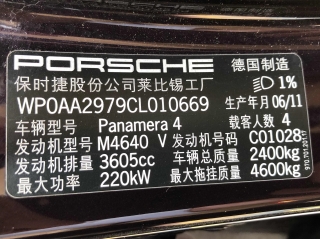 PORSCHE 德国制造
保时捷股份公司莱比锡工厂 1%
WP0AA2979CL010669 生产年月 06/11
车辆型号 Panamera 4 载客人数 4
发动机型号 M4640 V 发动机号 C01028
发动机排量 3605cc 车辆总质量 2400kg
最大功率 220kW 最大拖挂质量 4600kg